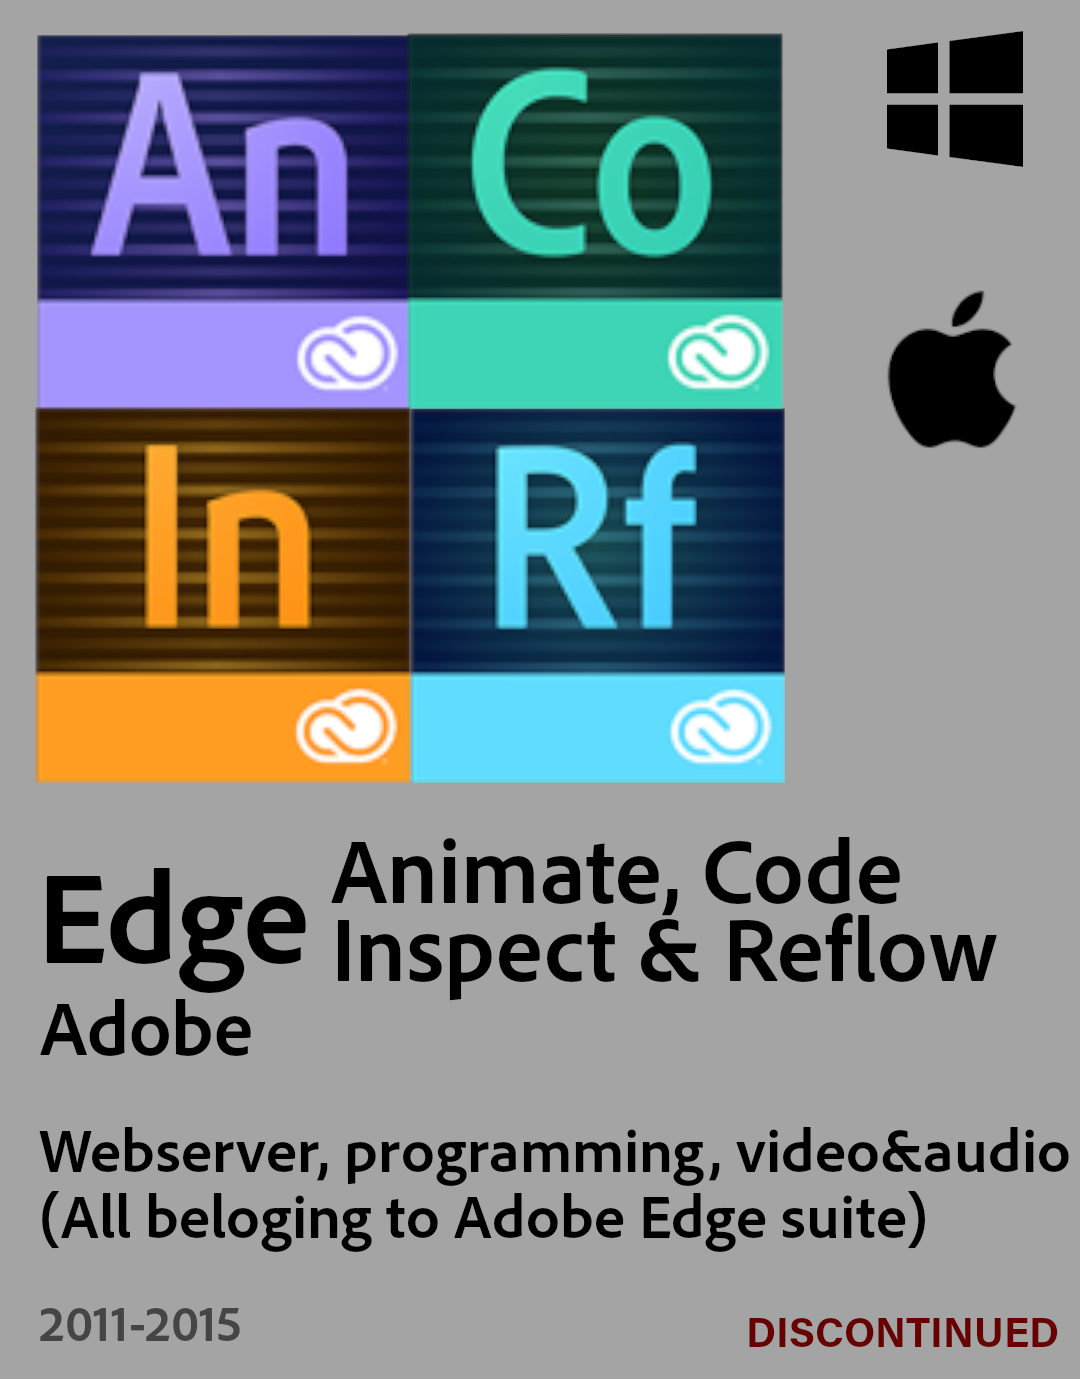 An Co
In Rf
Edge Animate, Code
Inspect & Reflow
Adobe
Webserver, programming, video&audio
(All beloging to Adobe Edge suite)
2011-2015
DISCONTINUED